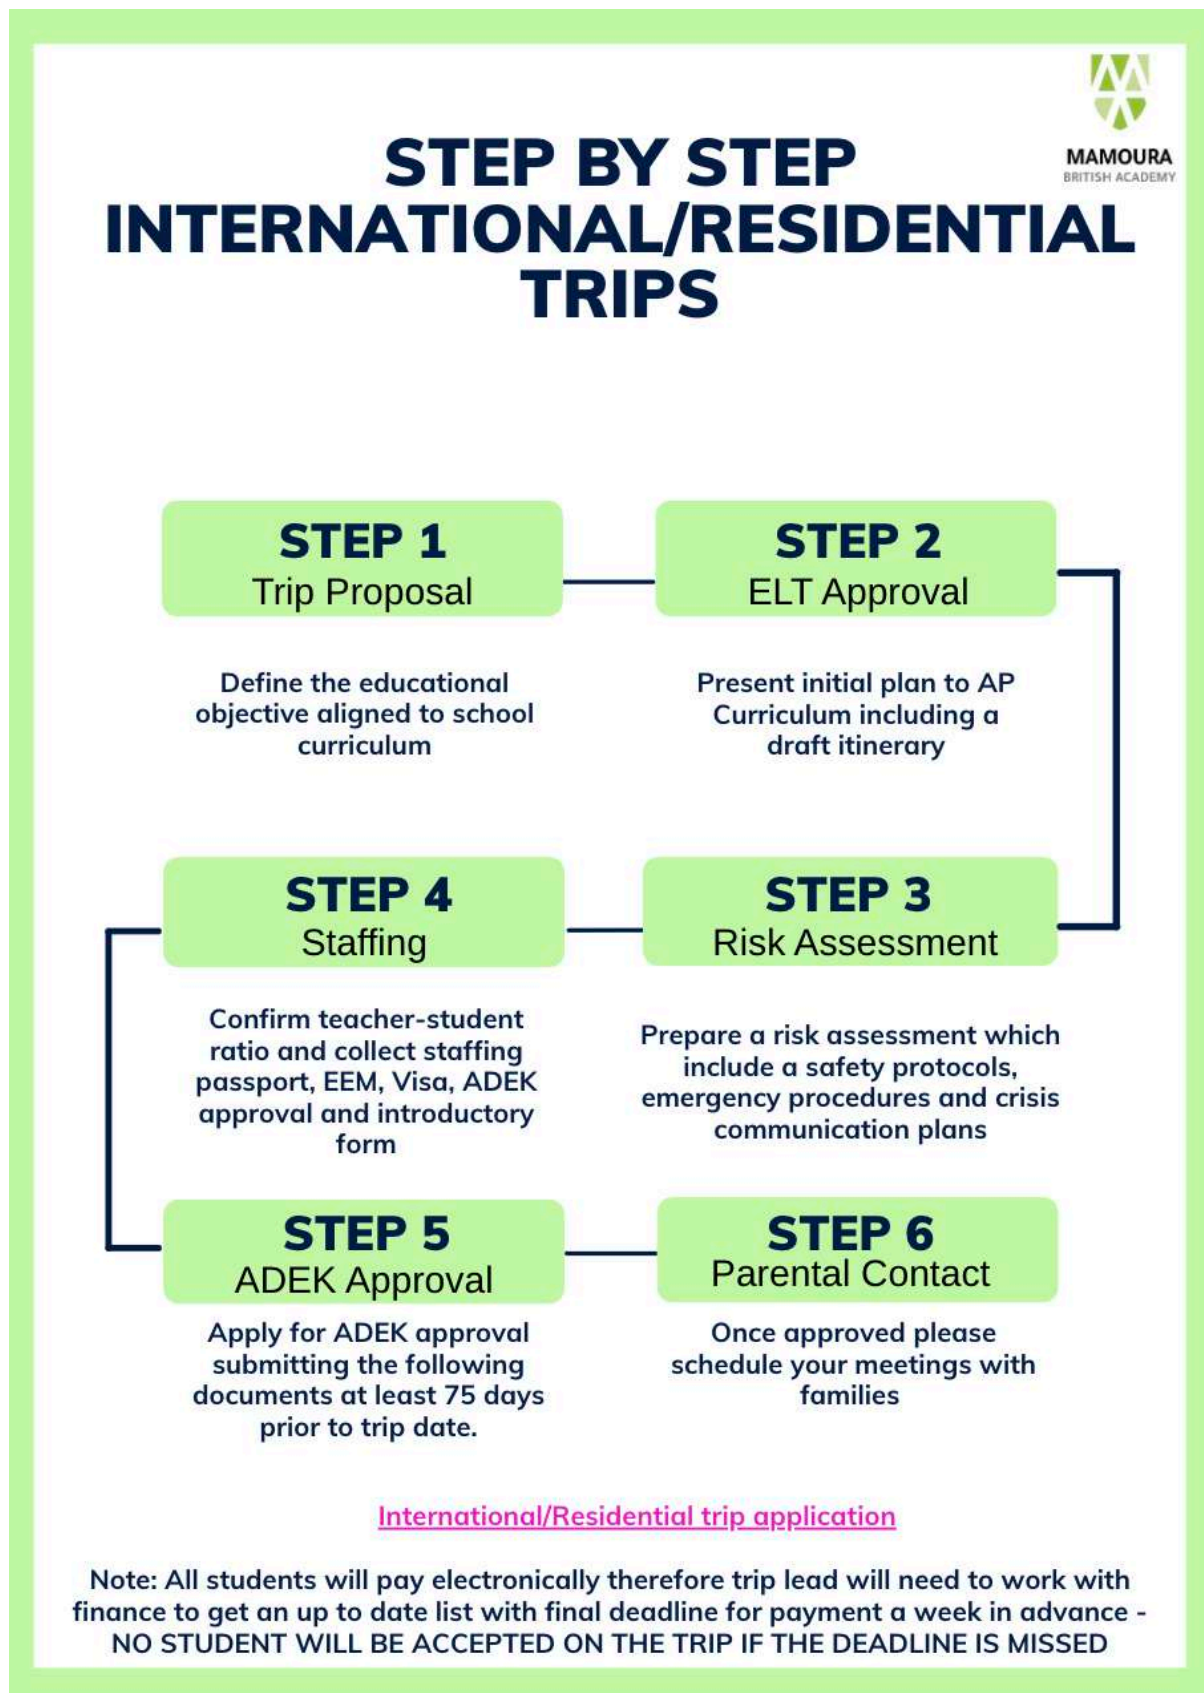 MAMOURA
BRITISH ACADEMY
STEP BY STEP
INTERNATIONAL/RESIDENTIAL
TRIPS
STEP 1
Trip Proposal
Define the educational
objective aligned to school
curriculum
STEP 2
ELT Approval
Present initial plan to AP
Curriculum including a
draft itinerary
STEP 3
Risk Assessment
Prepare a risk assessment which
include a safety protocols,
emergency procedures and crisis
communication plans
STEP 4
Staffing
Confirm teacher-student
ratio and collect staffing
passport, EEM, Visa, ADEK
approval and introductory
form
STEP 5
ADEK Approval
Apply for ADEK approval
submitting the following
documents at least 75 days
prior to trip date.
STEP 6
Parental Contact
Once approved please
schedule your meetings with
families
International/Residential trip application
Note: All students will pay electronically therefore trip lead will need to work with
finance to get an up to date list with final deadline for payment a week in advance -
NO STUDENT WILL BE ACCEPTED ON THE TRIP IF THE DEADLINE IS MISSED